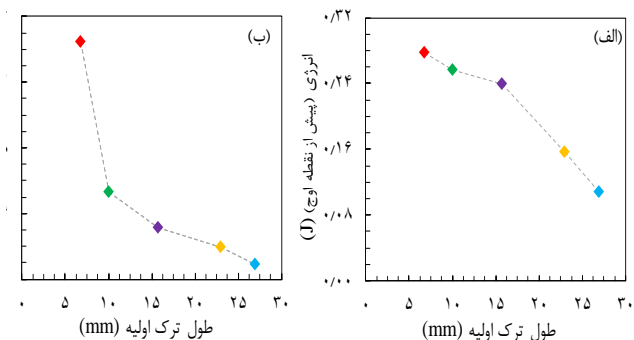 (الف)
انرژی (پیش از نقطه اوج) (J)
۰/۳۲
۰/۲۴
۰/۱۶
۰/۰۸
۰/۰۰
۰ ۵ ۱۰ ۱۵ ۲۰ ۲۵ ۳۰
طول ترک اولیه (mm)
(ب)
۰ ۵ ۱۰ ۱۵ ۲۰ ۲۵ ۳۰
طول ترک اولیه (mm)